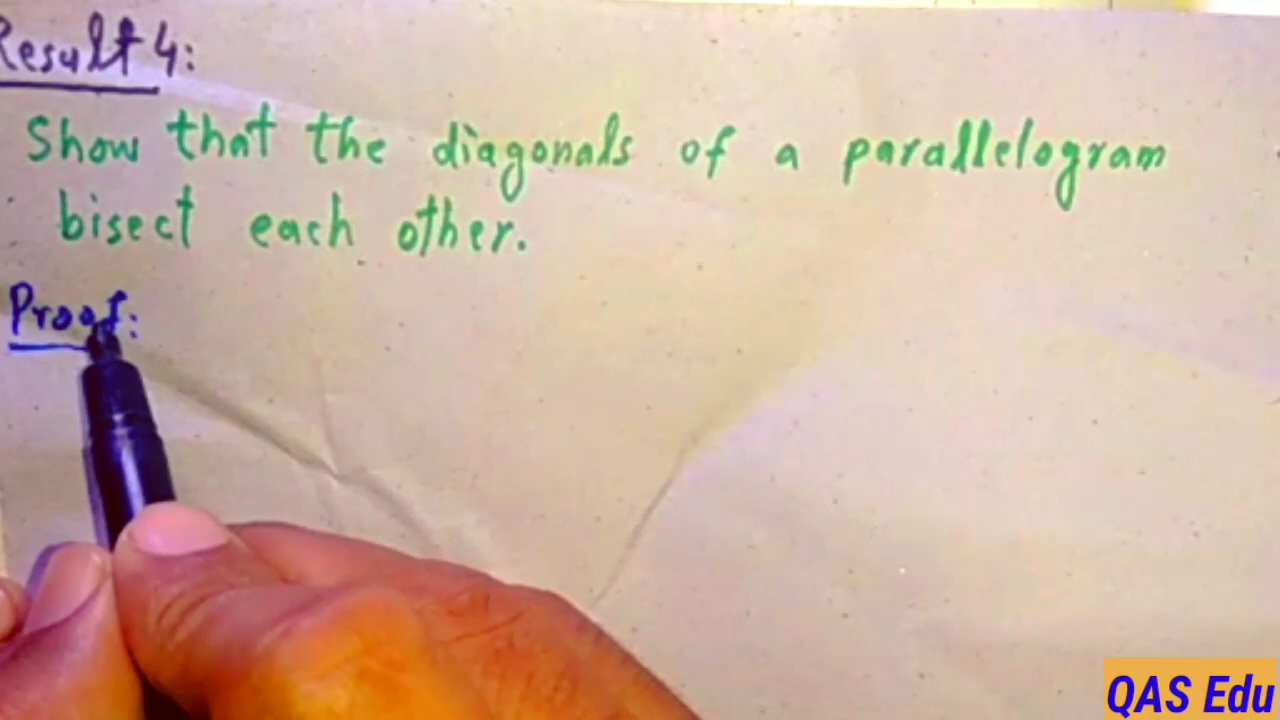 Result 4:
Show that the diagonals of a parallelogram
bisect each other.
Proof:
QAS Edu